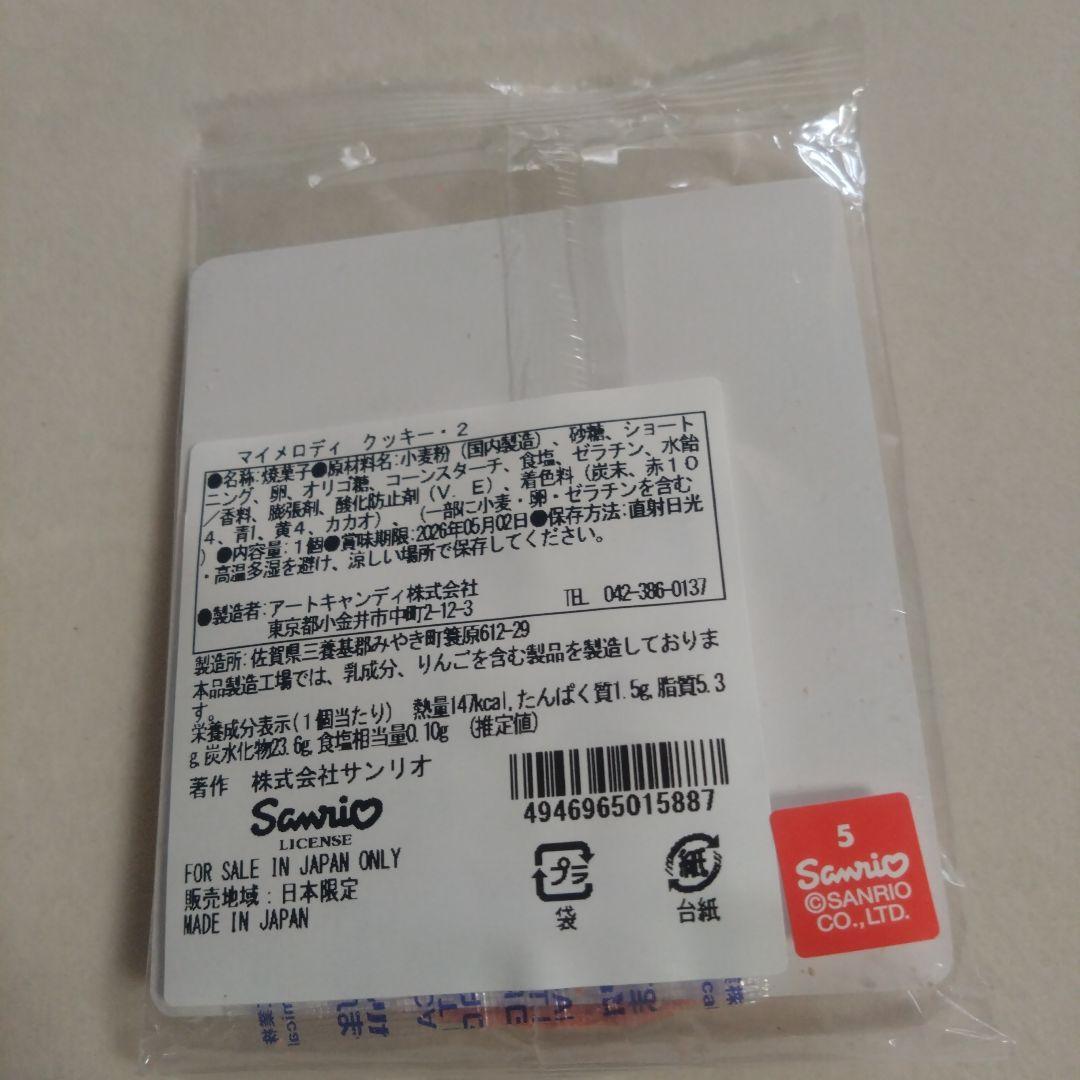 マイメロディ クッキー・2
●名称:焼菓子●原材料名:小麦粉(国内製造)、砂糖、ショート
ニング、卵、オリゴ糖、コーンスターチ、食塩、ゼラチン、水飴
/香料、膨張剤、酸化防止剤(V.E)、着色料(炭末、赤10
4、青1、黄4、カカオ)、(一部に小麦・卵・ゼラチンを含む
)●内容量:1個●賞味期限:2026年05月02日●保存方法:直射日光
・高温多湿を避け、涼しい場所で保存してください。
●製造者:アートキャンディ株式会社
東京都小金井市中町2-12-3 TEL 042-386-0137
製造所:佐賀県三養基郡みやき町簑原612-29
本品製造工場では、乳成分、りんごを含む製品を製造しておりま
す。
栄養成分表示(1個当たり) 熱量147kcal,たんぱく質1.5g,脂質5.3
g,炭水化物23.6g,食塩相当量0.10g (推定値)
著作 株式会社サンリオ
Sanrio
LICENSE
FOR SALE IN JAPAN ONLY
販売地域:日本限定
MADE IN JAPAN
4946965015887
プラ
袋
紙
台紙
5
Sanrio
©SANRIO
CO.,LTD.